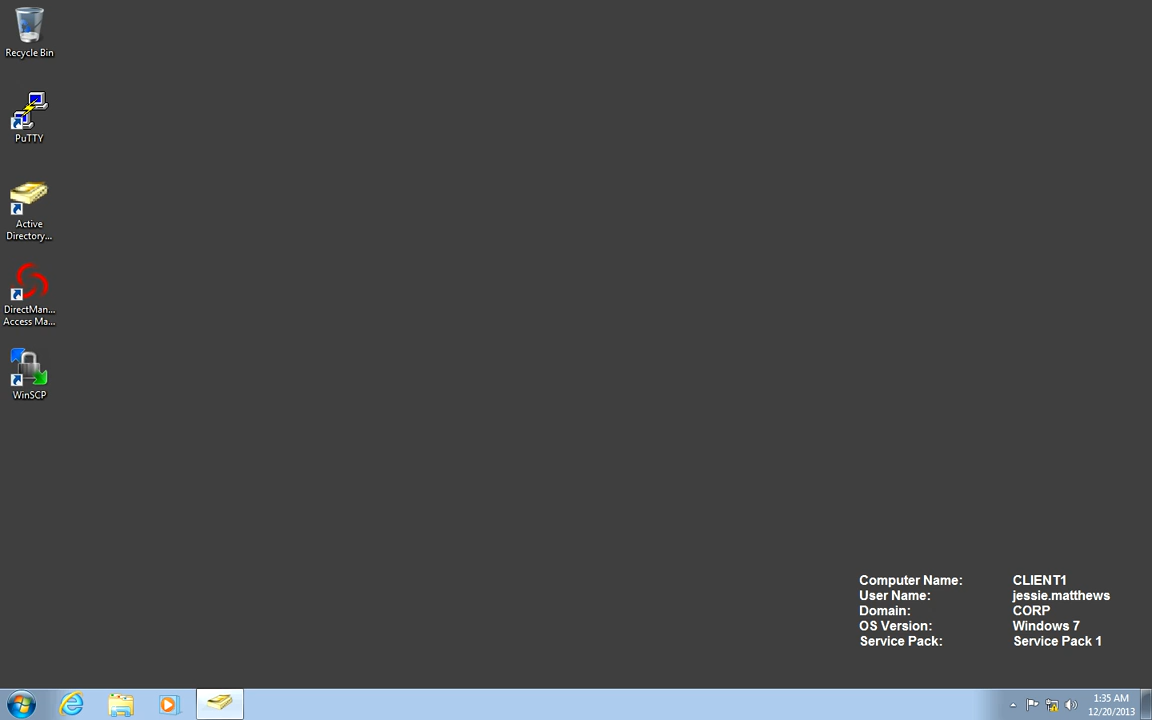 Recycle Bin
PuTTY
Active
Directory...
DirectMan...
Access Ma...
WinSCP
Computer Name: CLIENT1
User Name: jessie.matthews
Domain: CORP
OS Version: Windows 7
Service Pack: Service Pack 1
1:35 AM
12/20/2013